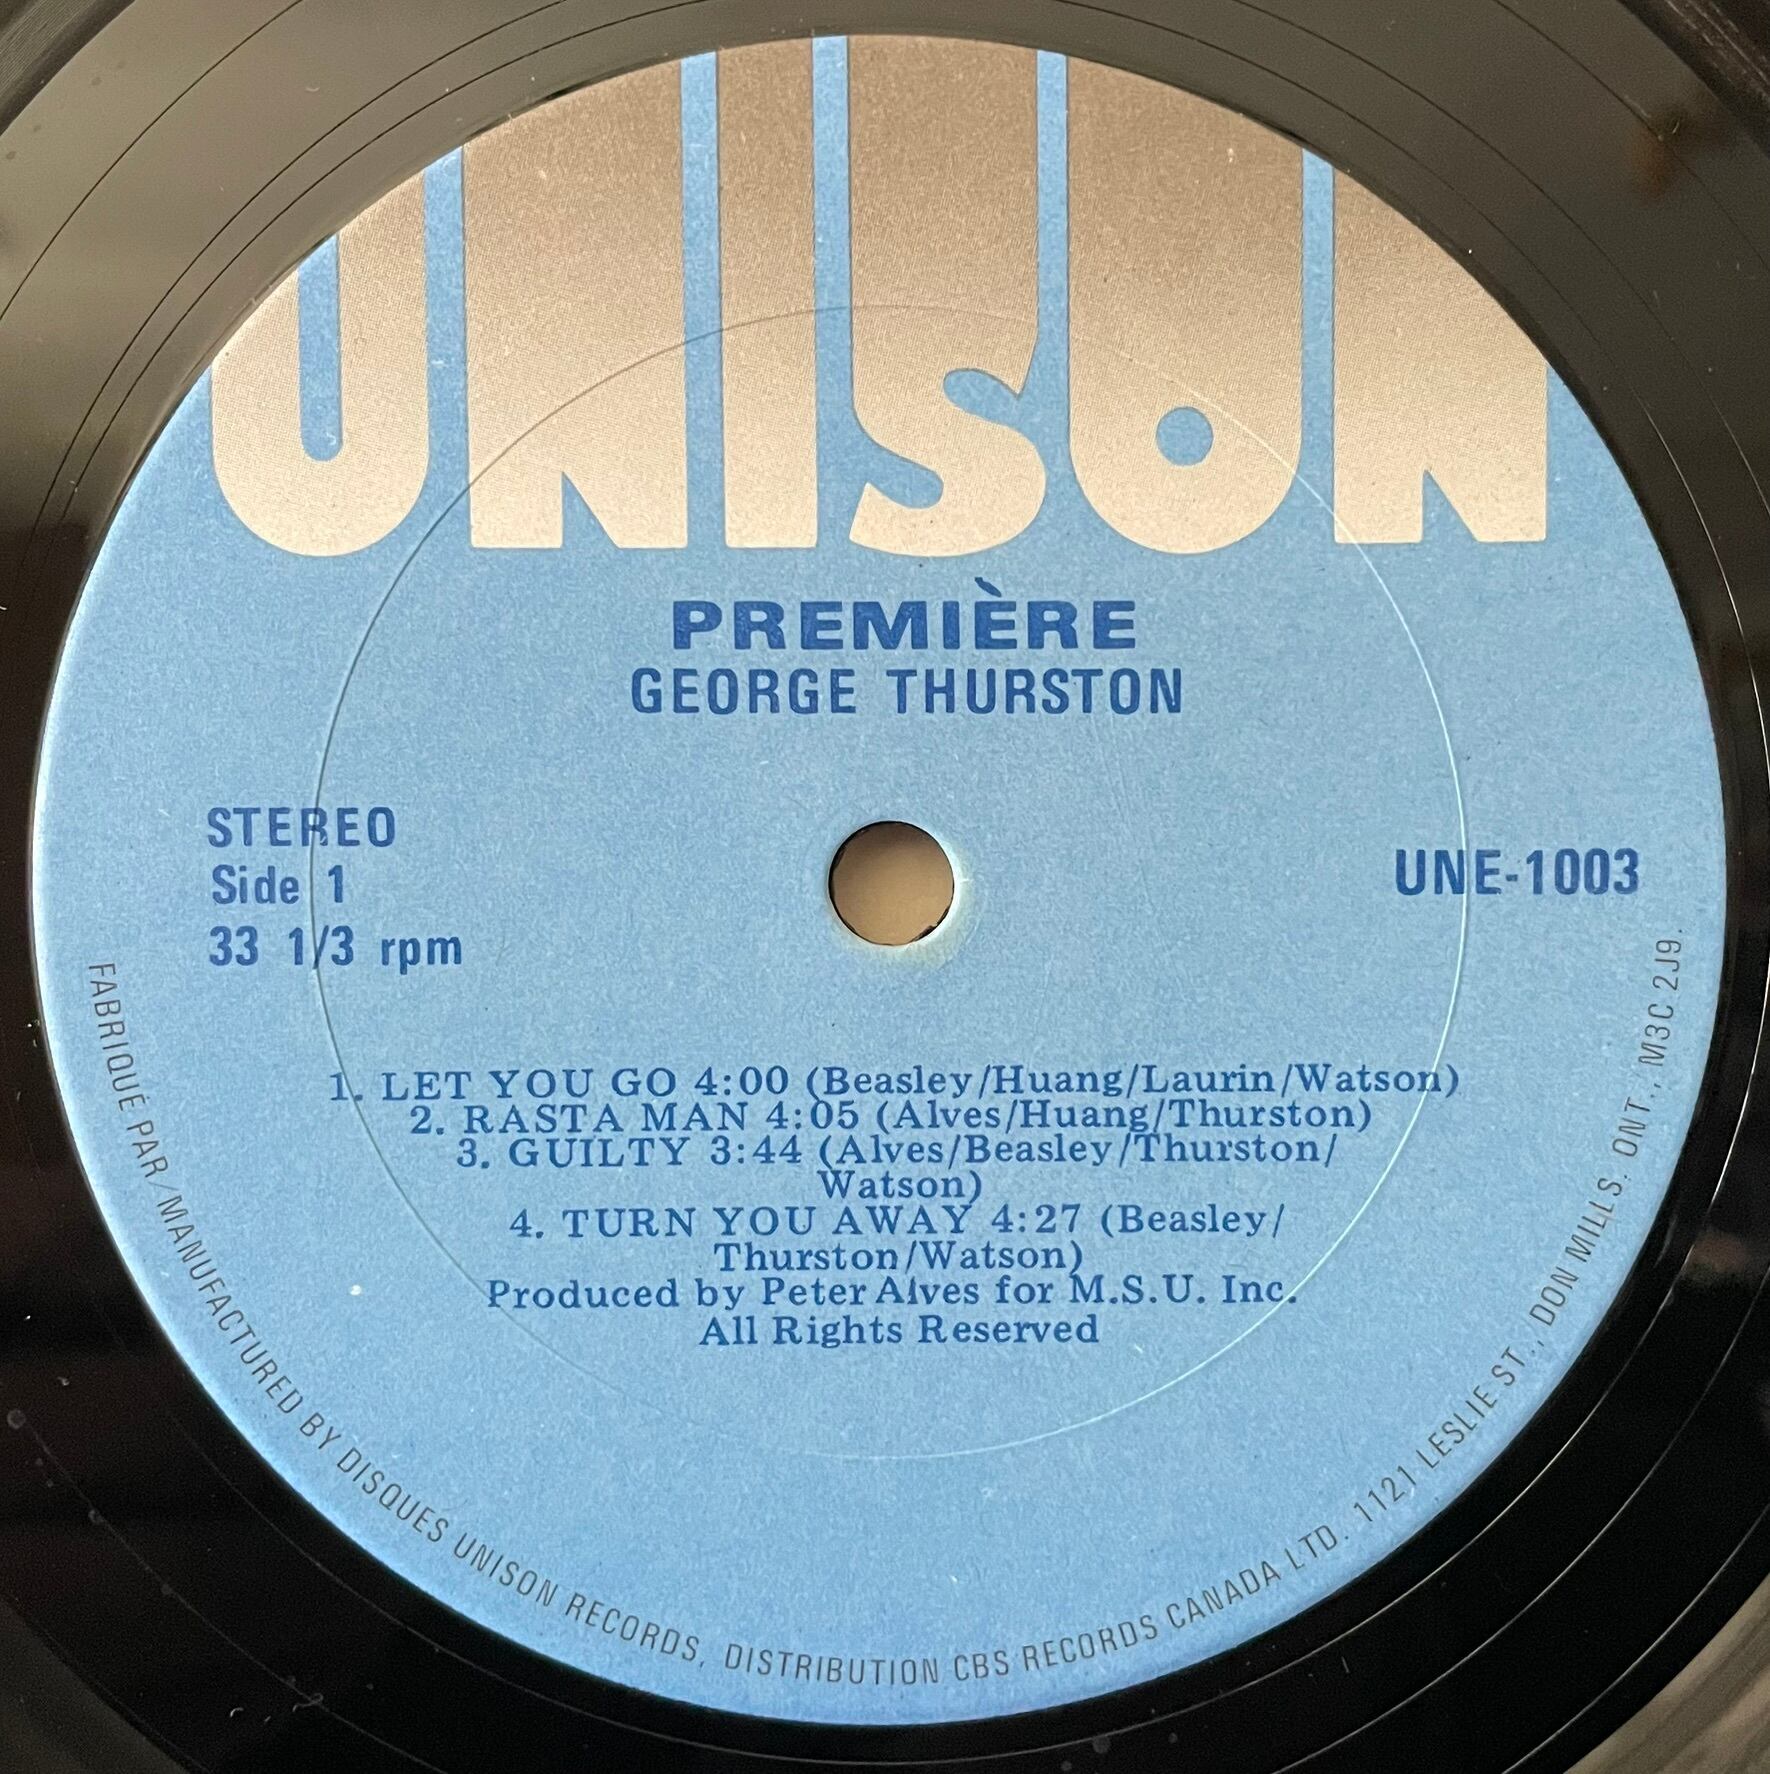 UNISON
PREMIÈRE
GEORGE THURSTON
STEREO
Side 1
33 1/3 rpm
UNE-1003
1. LET YOU GO 4:00 (Beasley/Huang/Laurin/Watson)
2. RASTA MAN 4:05 (Alves/Huang/Thurston)
3. GUILTY 3:44 (Alves/Beasley/Thurston/
Watson)
4. TURN YOU AWAY 4:27 (Beasley/
Thurston/Watson)
Produced by Peter Alves for M.S.U. Inc.
All Rights Reserved
FABRIQUÉ PAR/MANUFACTURED BY DISQUES UNISON RECORDS, DISTRIBUTION CBS RECORDS CANADA LTD. 1121 LESLIE ST., DON MILLS. ONT., M3C 2J9.